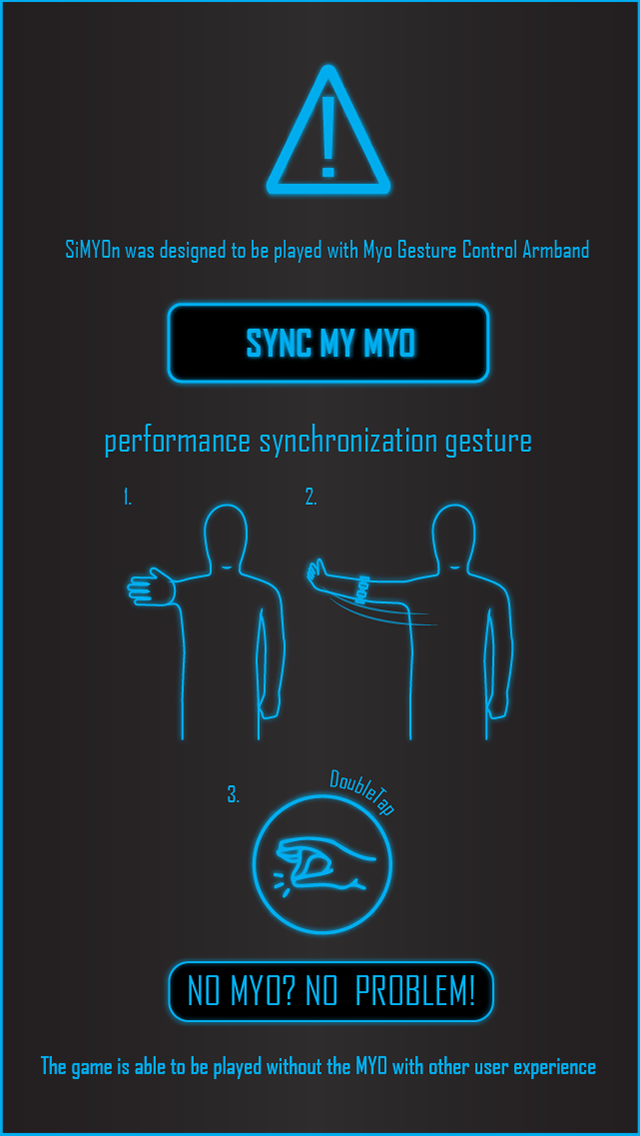 !
SiMYOn was designed to be played with Myo Gesture Control Armband
SYNC MY MYO
performance synchronization gesture
1.
2.
3.
DoubleTap
NO MYO? NO PROBLEM!
The game is able to be played without the MYO with other user experience